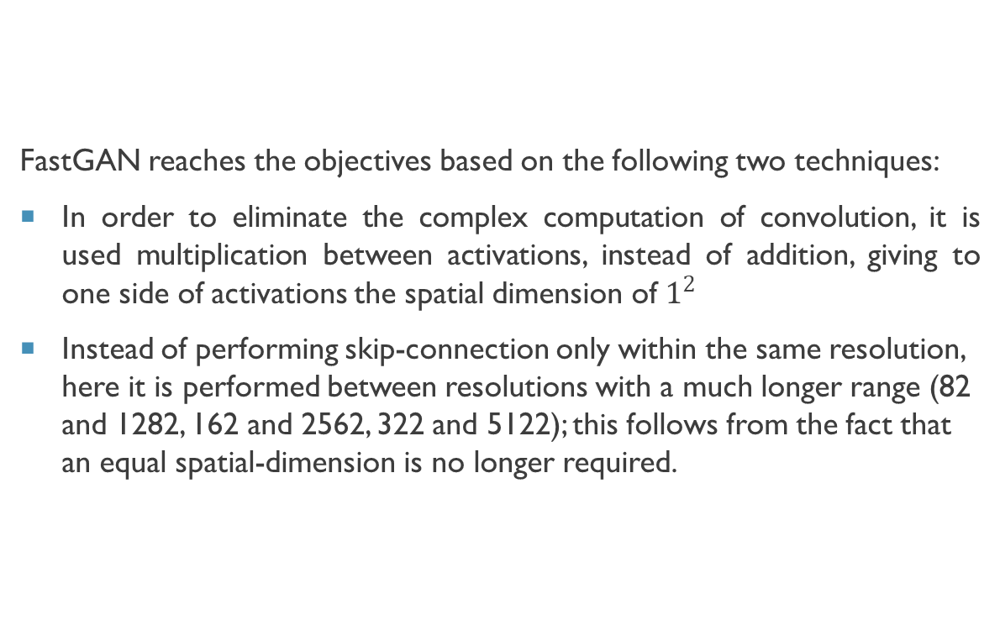 FastGAN reaches the objectives based on the following two techniques:
▪ In order to eliminate the complex computation of convolution, it is
used multiplication between activations, instead of addition, giving to
one side of activations the spatial dimension of 1²
▪ Instead of performing skip-connection only within the same resolution,
here it is performed between resolutions with a much longer range (82
and 1282, 162 and 2562, 322 and 5122); this follows from the fact that
an equal spatial-dimension is no longer required.